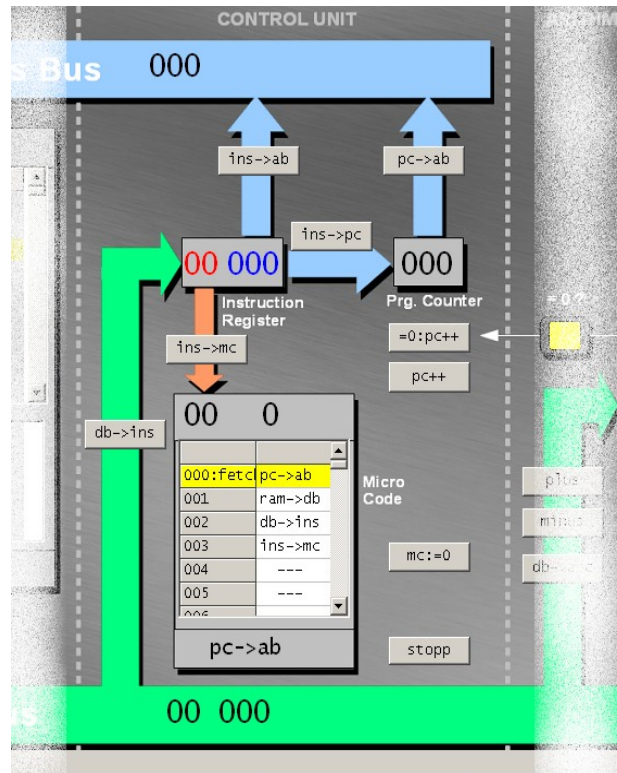 CONTROL UNIT
s Bus 000
ins->ab pc->ab
ins->pc
00 000 000
Instruction Register
Prg. Counter
= 0 ?
ins->mc
=0:pc++
pc++
00 0
db->ins
000:fetc pc->ab
001 ram->db
002 db->ins
003 ins->mc
004 ---
005 ---
006
Micro Code
plus
minus
mc:=0
pc->ab
stopp
00 000